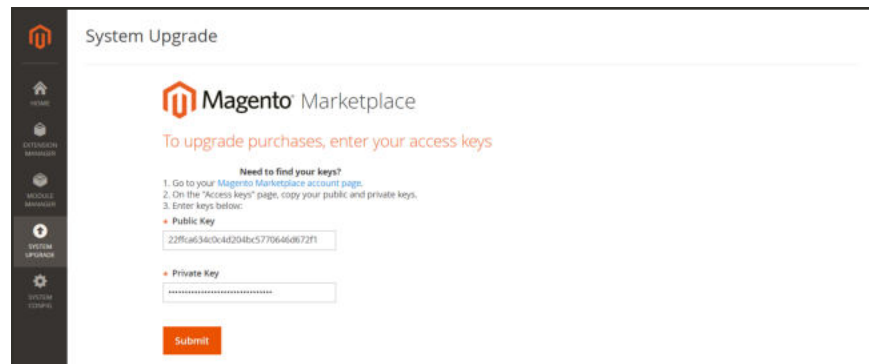 System Upgrade
Magento Marketplace
To upgrade purchases, enter your access keys
Need to find your keys?
1. Go to your Magento Marketplace account page.
2. On the "Access keys" page, copy your public and private keys.
3. Enter keys below:
* Public Key
22ffca634c0c4d204bc5770646d672f1
* Private Key
Submit
HOME
EXTENSION
MANAGER
MODULE
MANAGER
SYSTEM
UPGRADE
SYSTEM
CONFIG